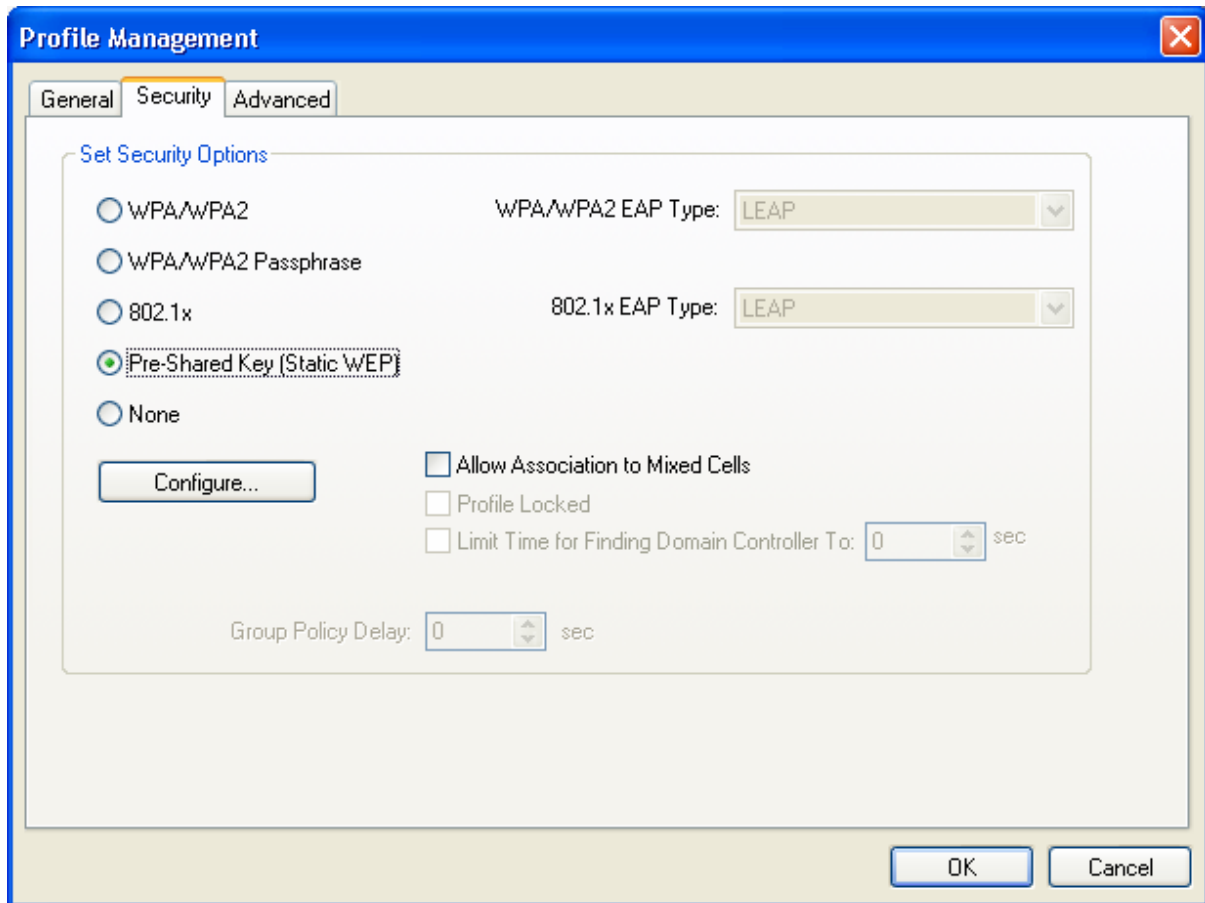 Profile Management
General Security Advanced
Set Security Options
WPA/WPA2 WPA/WPA2 EAP Type: LEAP
WPA/WPA2 Passphrase
802.1x 802.1x EAP Type: LEAP
Pre-Shared Key (Static WEP)
None
Configure... Allow Association to Mixed Cells
Profile Locked
Limit Time for Finding Domain Controller To: 0 sec
Group Policy Delay: 0 sec
OK Cancel